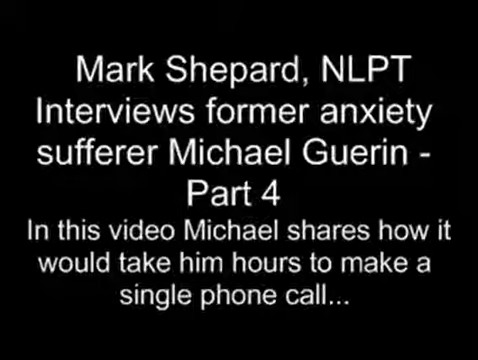 Mark Shepard, NLPT
Interviews former anxiety
sufferer Michael Guerin -
Part 4
In this video Michael shares how it
would take him hours to make a
single phone call...